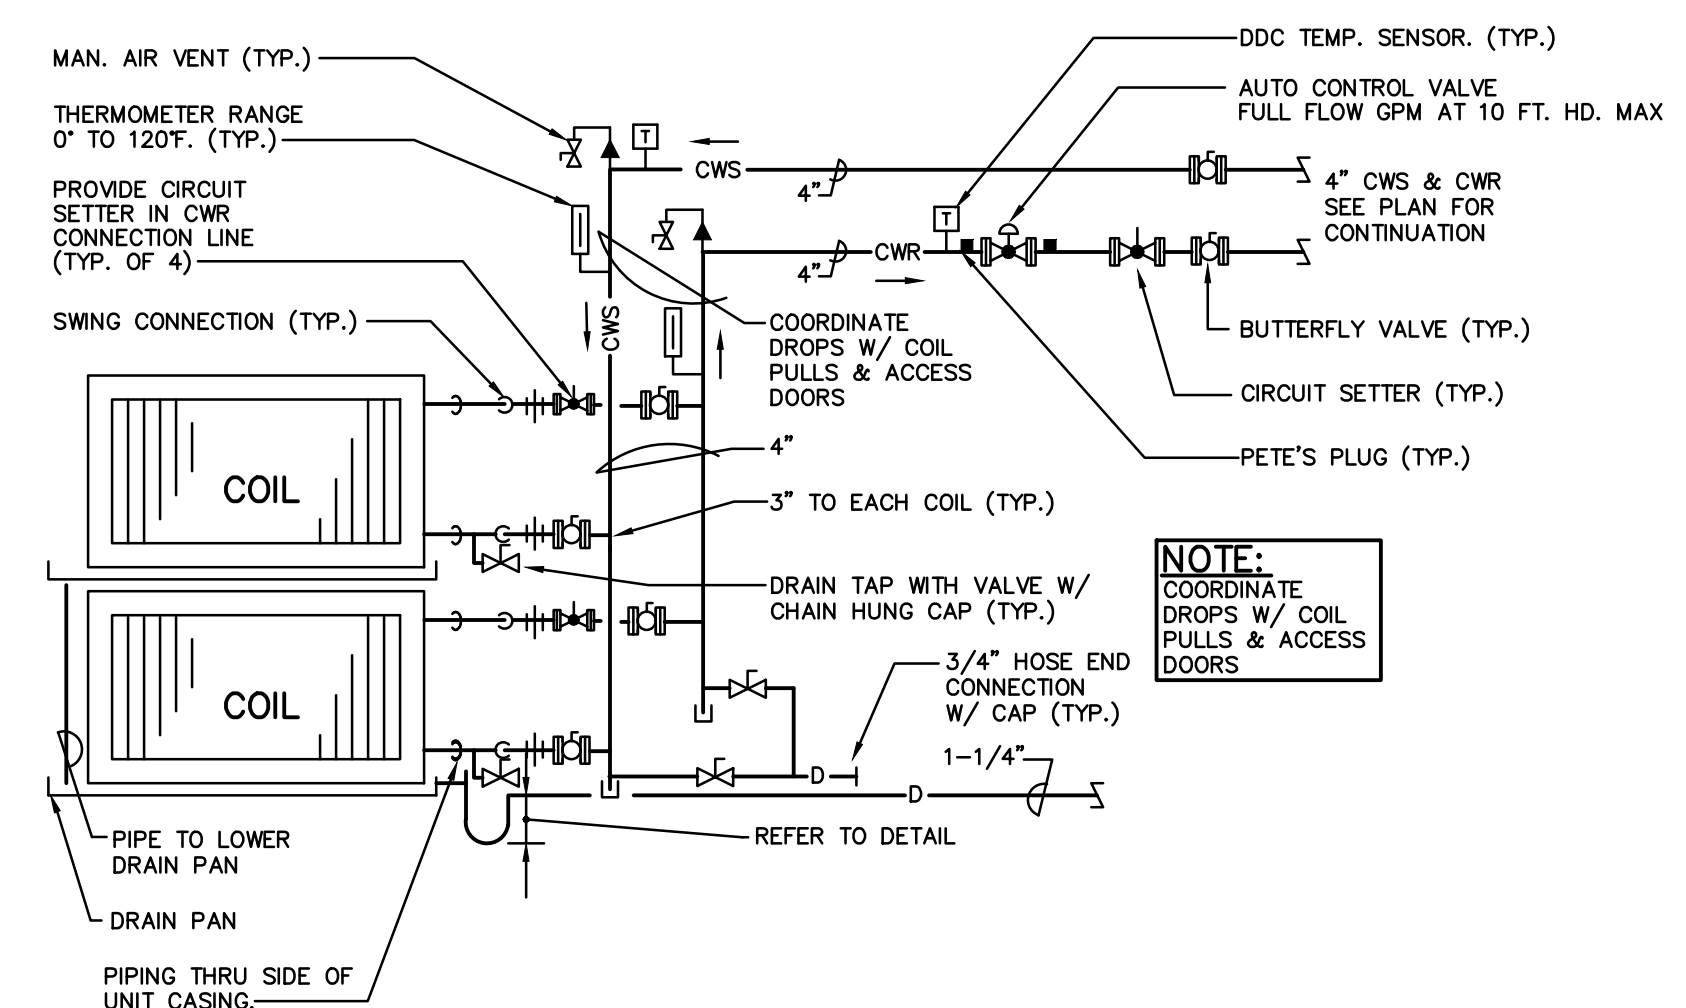 MAN. AIR VENT (TYP.)
THERMOMETER RANGE
0° TO 120°F. (TYP.)
PROVIDE CIRCUIT
SETTER IN CWR
CONNECTION LINE
(TYP. OF 4)
SWING CONNECTION (TYP.)
DDC TEMP. SENSOR. (TYP.)
AUTO CONTROL VALVE
FULL FLOW GPM AT 10 FT. HD. MAX
T
CWS
4"
4" CWS & CWR
SEE PLAN FOR
CONTINUATION
T
CWR
4"
CWS
COORDINATE
DROPS W/ COIL
PULLS & ACCESS
DOORS
BUTTERFLY VALVE (TYP.)
CIRCUIT SETTER (TYP.)
PETE'S PLUG (TYP.)
4"
3" TO EACH COIL (TYP.)
COIL
DRAIN TAP WITH VALVE W/
CHAIN HUNG CAP (TYP.)
NOTE:
COORDINATE
DROPS W/ COIL
PULLS & ACCESS
DOORS
COIL
3/4" HOSE END
CONNECTION
W/ CAP (TYP.)
1-1/4"
D
D
REFER TO DETAIL
PIPE TO LOWER
DRAIN PAN
DRAIN PAN
PIPING THRU SIDE OF
UNIT CASING.